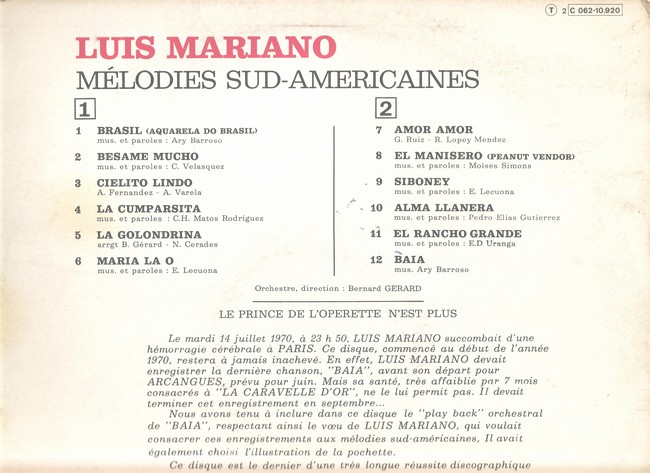 T 2 C 062-10.920
LUIS MARIANO
MÉLODIES SUD-AMERICAINES
1
1 BRASIL (AQUARELA DO BRASIL)
mus. et paroles : Ary Barroso
2 BESAME MUCHO
mus. et paroles : C. Velasquez
3 CIELITO LINDO
A. Fernandez - A. Varela
4 LA CUMPARSITA
mus. et paroles : C.H. Matos Rodriguez
5 LA GOLONDRINA
arrgt B. Gérard - N. Cerades
6 MARIA LA O
mus. et paroles : E. Lecuona
2
7 AMOR AMOR
G. Ruiz - R. Lopey Mendez
8 EL MANISERO (PEANUT VENDOR)
mus. et paroles : Moïses Simons
9 SIBONEY
mus. et paroles : E. Lecuona
10 ALMA LLANERA
mus. et paroles : Pedro Elias Gutierrez
11 EL RANCHO GRANDE
mus. et paroles : E.D Uranga
12 BAIA
mus. Ary Barroso
Orchestre, direction : Bernard GERARD
LE PRINCE DE L'OPERETTE N'EST PLUS
Le mardi 14 juillet 1970, à 23 h 50, LUIS MARIANO succombait d'une
hémorragie cérébrale à PARIS. Ce disque, commencé au début de l'année
1970, restera à jamais inachevé. En effet, LUIS MARIANO devait
enregistrer la dernière chanson, "BAIA", avant son départ pour
ARCANGUES, prévu pour juin. Mais sa santé, très affaiblie par 7 mois
consacrés à "LA CARAVELLE D'OR", ne le lui permit pas. Il devait
terminer cet enregistrement en septembre...
Nous avons tenu à inclure dans ce disque le "play back" orchestral
de "BAIA", respectant ainsi le vœu de LUIS MARIANO, qui voulait
consacrer ces enregistrements aux mélodies sud-américaines, Il avait
également choisi l'illustration de la pochette.
Ce disque est le dernier d'une très longue réussite discographique